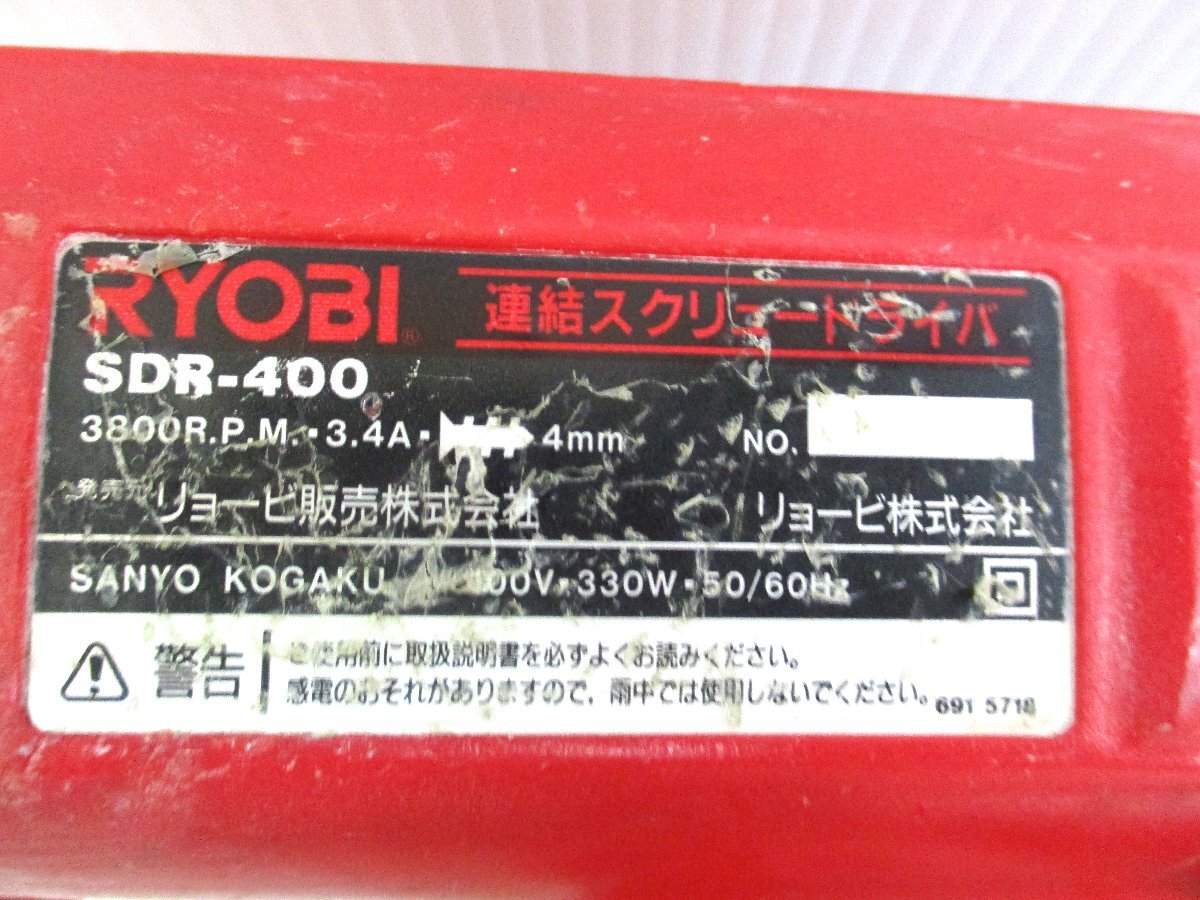 RYOBI® 連結スクリュードライバ
SDR-400
3800R.P.M.・3.4A・ 4mm NO.
発売元 リョービ販売株式会社 リョービ株式会社
SANYO KOGAKU 00V・330W・50/60Hz
警告
ご使用前に取扱説明書を必ずよくお読みください。
感電のおそれがありますので、雨中では使用しないでください。
691 5718